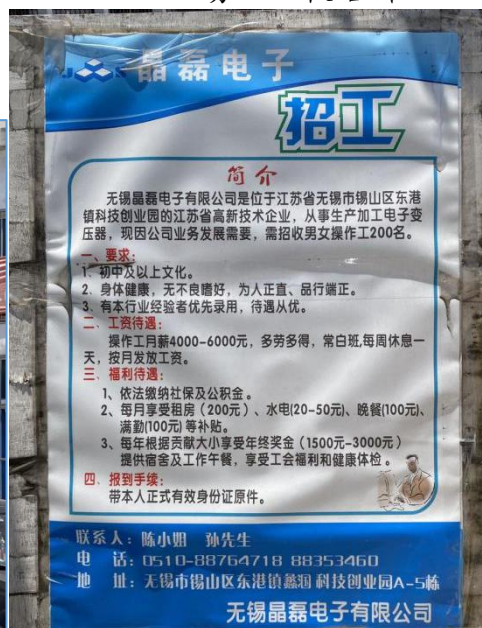 晶磊电子
招工
简介
无锡晶磊电子有限公司是位于江苏省无锡市锡山区东港
镇科技创业园的江苏省高新技术企业，从事生产加工电子变
压器，现因公司业务发展需要，需招收男女操作工200名。
一、要求：
1、初中及以上文化。
2、身体健康，无不良嗜好，为人正直、品行端正。
3、有本行业经验者优先录用，待遇从优。
二、工资待遇：
操作工月薪4000-6000元，多劳多得，常白班,每周休息一
天，按月发放工资。
三、福利待遇：
1、依法缴纳社保及公积金。
2、每月享受租房（200元）、水电(20-50元)、晚餐(100元)、
满勤(100元)等补贴。
3、每年根据贡献大小享受年终奖金（1500元-3000元）
提供宿舍及工作午餐，享受工会福利和健康体检。
四、报到手续：
带本人正式有效身份证原件。
联系人：陈小姐 孙先生
电 话：0510-88764718 88353460
地 址：无锡市锡山区东港镇 科技创业园A-5栋
无锡晶磊电子有限公司